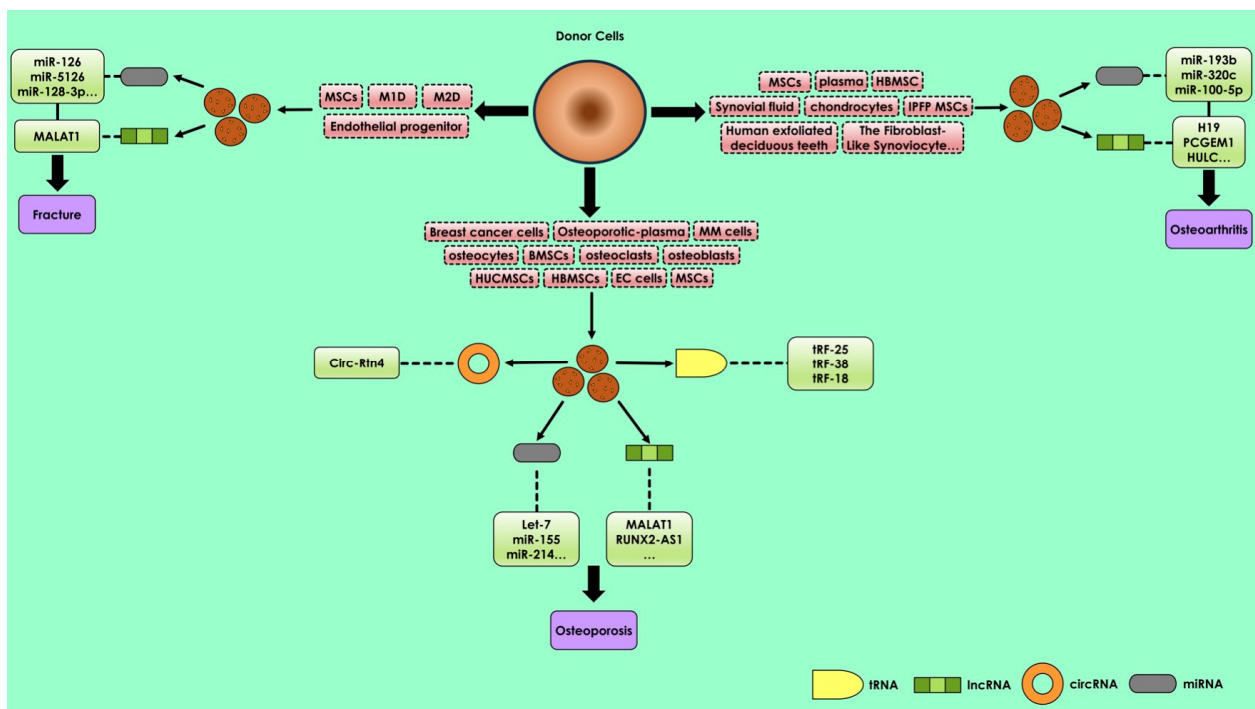 Donor Cells
miR-126
miR-5126
miR-128-3p...
MALAT1
Fracture
MSCs
M1D
M2D
Endothelial progenitor
MSCs
plasma
HBMSC
Synovial fluid
chondrocytes
IPFP MSCs
Human exfoliated
deciduous teeth
The Fibroblast-
Like Synoviocyte...
miR-193b
miR-320c
miR-100-5p
H19
PCGEM1
HULC...
Osteoarthritis
Breast cancer cells
Osteoporotic-plasma
MM cells
osteocytes
BMSCs
osteoclasts
osteoblasts
HUCMSCs
HBMSCs
EC cells
MSCs
Circ-Rtn4
tRF-25
tRF-38
tRF-18
Let-7
miR-155
miR-214...
MALAT1
RUNX2-AS1
...
Osteoporosis
tRNA
lncRNA
circRNA
miRNA